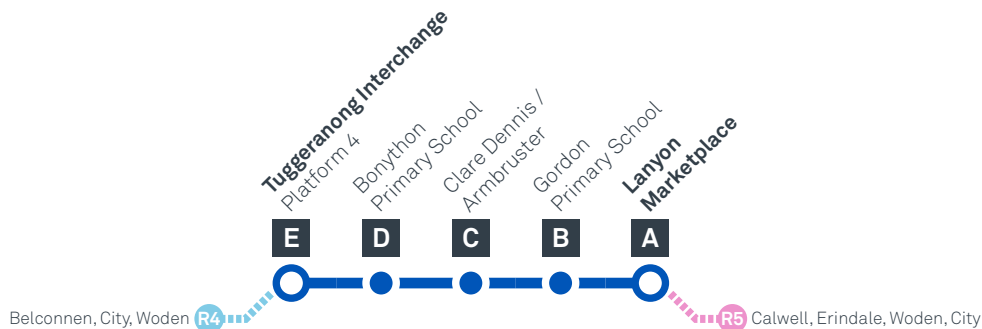 Tuggeranong Interchange
Platform 4
Bonython
Primary School
Clare Dennis /
Armbruster
Gordon
Primary School
Lanyon
Marketplace
E
D
C
B
A
Belconnen, City, Woden R4
R5 Calwell, Erindale, Woden, City